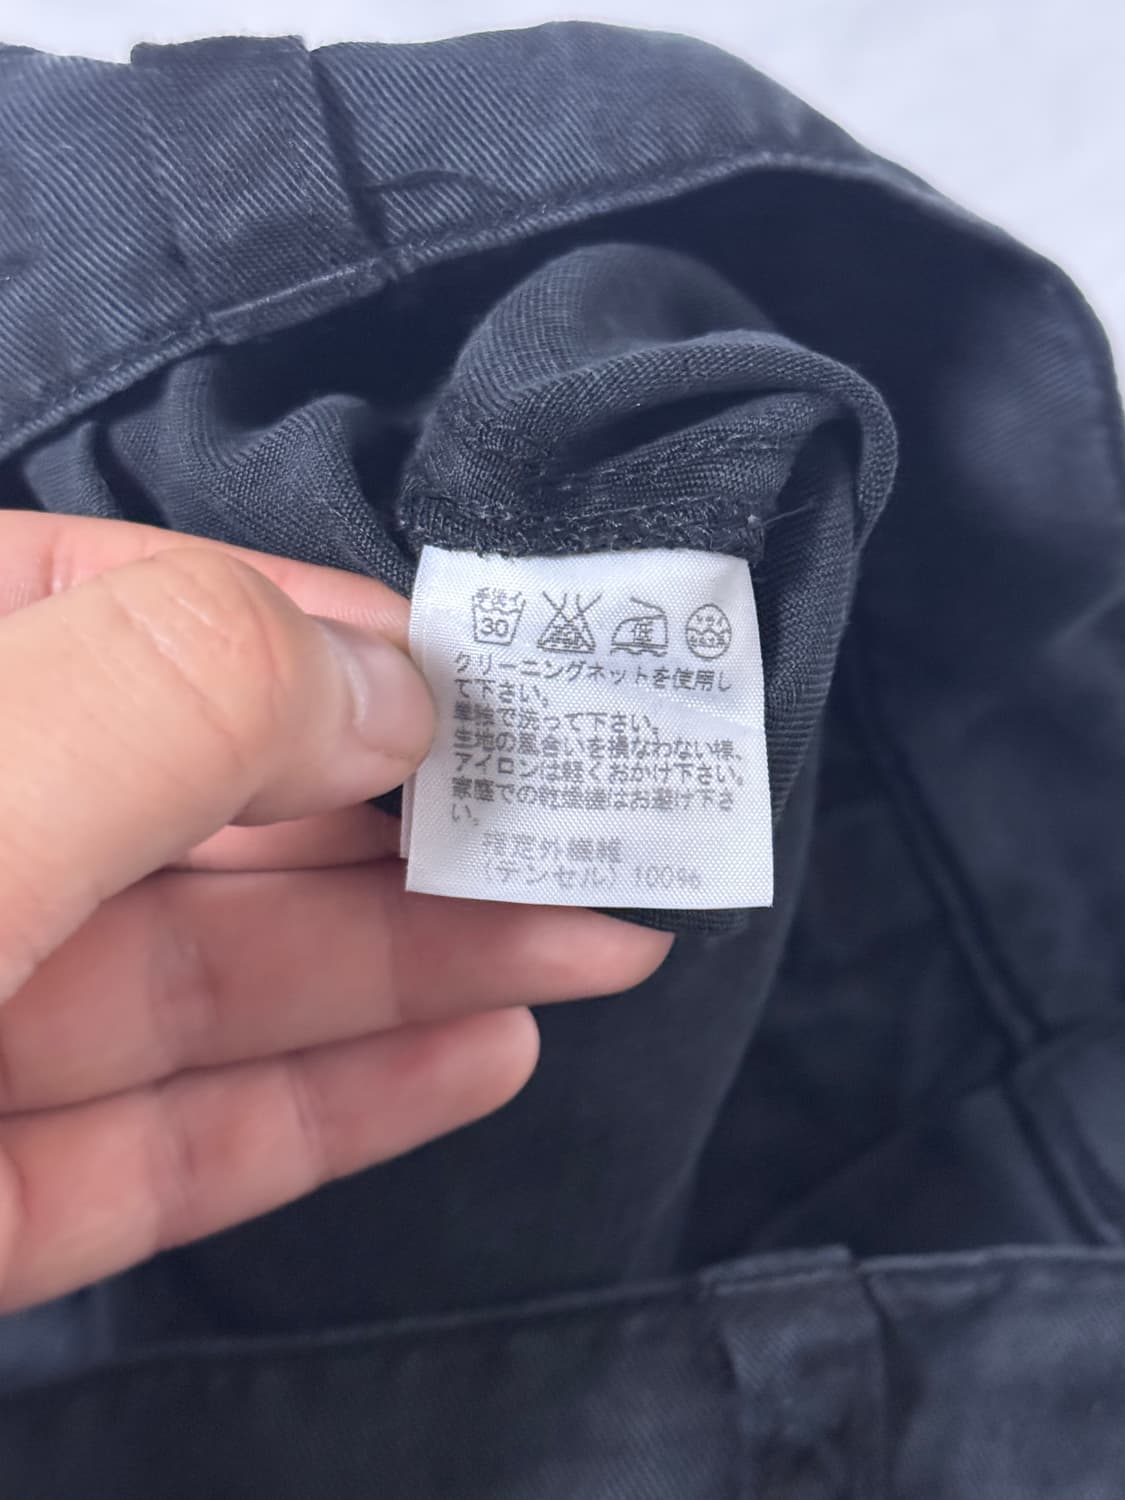 手洗イ
30
クリーニングネットを使用し
て下さい。
単独で洗って下さい。
生地の風合いを損なわない様、
アイロンは軽くおかけ下さい。
家庭での乾燥機はお避け下さ
い。
指定外繊維
(テンセル) 100%